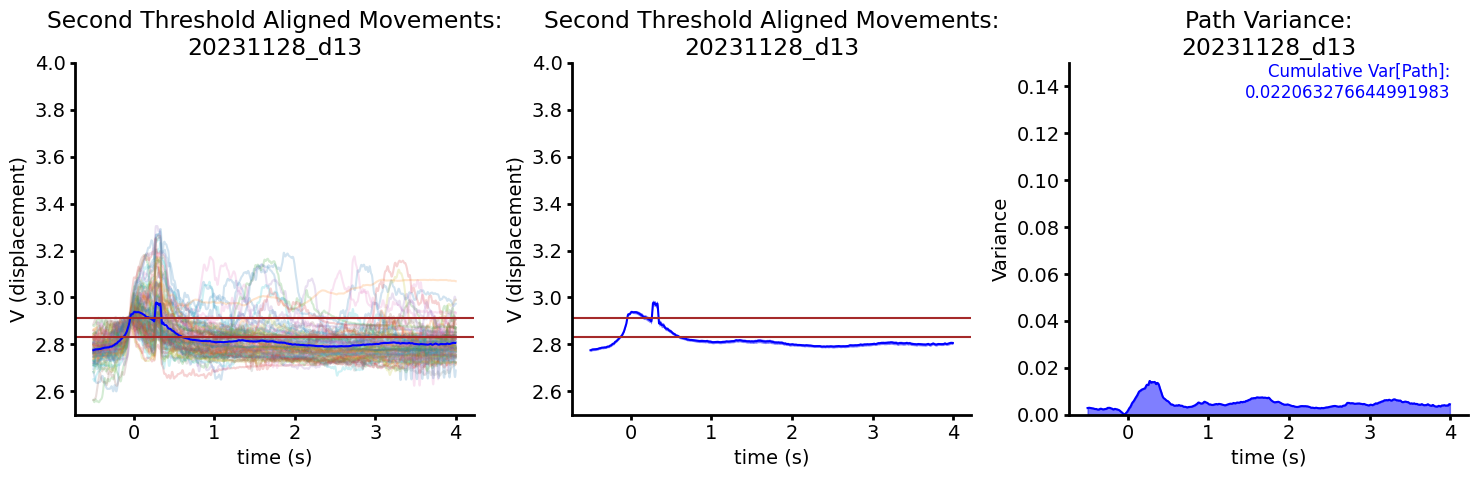 Second Threshold Aligned Movements:
20231128_d13
4.0
3.8
3.6
3.4
3.2
3.0
2.8
2.6
V (displacement)
0 1 2 3 4
time (s)
Second Threshold Aligned Movements:
20231128_d13
4.0
3.8
3.6
3.4
3.2
3.0
2.8
2.6
V (displacement)
0 1 2 3 4
time (s)
Path Variance:
20231128_d13
Cumulative Var[Path]:
0.022063276644991983
0.14
0.12
0.10
0.08
0.06
0.04
0.02
0.00
Variance
0 1 2 3 4
time (s)